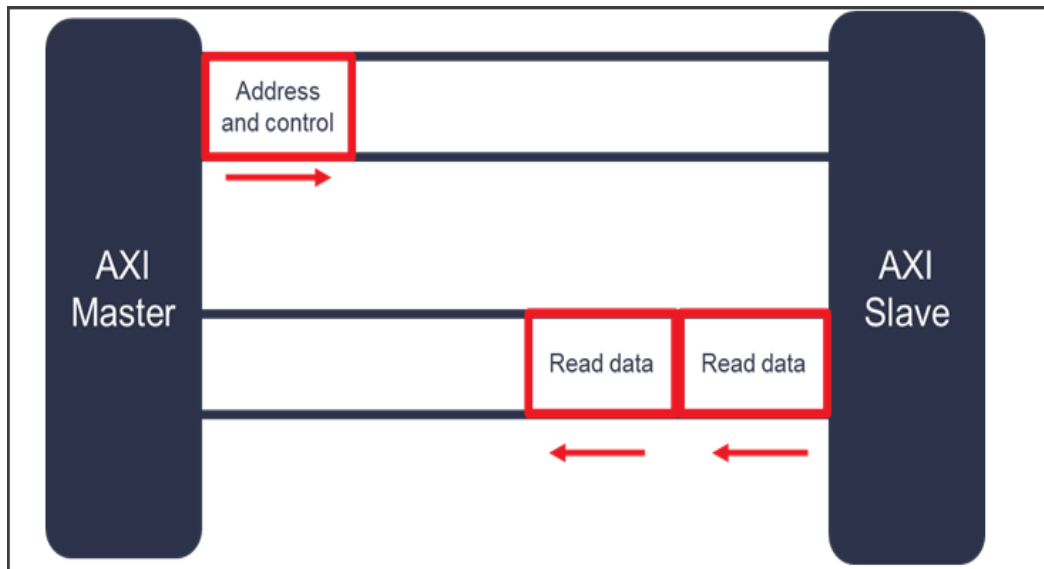 Address
and control
AXI
Master
AXI
Slave
Read data
Read data